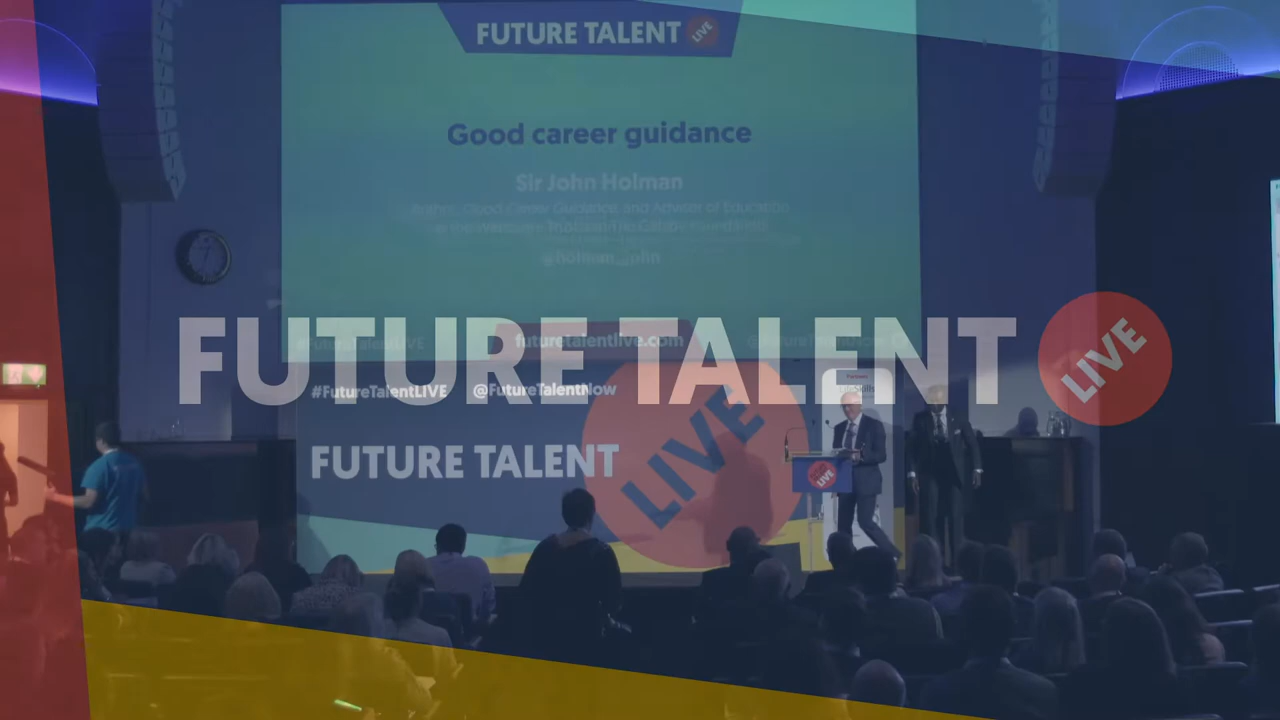 FUTURE TALENT LIVE
Good career guidance
Sir John Holman
@holman_john
#FutureTalentLIVE
futuretalentlive.com
FUTURE TALENT LIVE
#FutureTalentLIVE @FutureTalentNow
FUTURE TALENT LIVE
LIVE